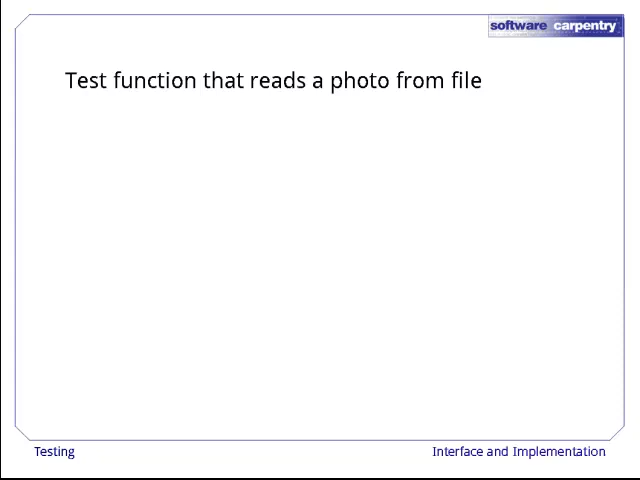 software carpentry
Test function that reads a photo from file
Testing
Interface and Implementation